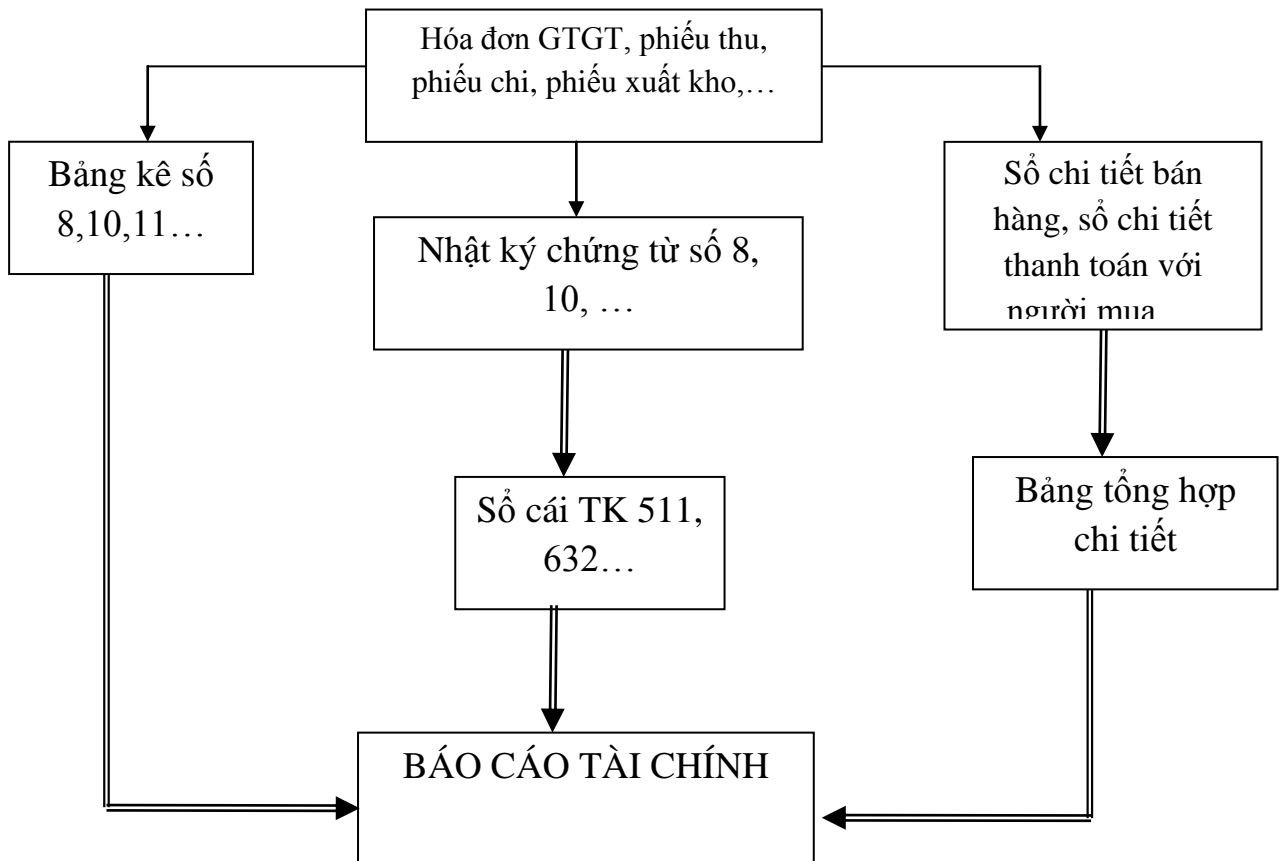 Hóa đơn GTGT, phiếu thu,
phiếu chi, phiếu xuất kho,…
Bảng kê số
8,10,11…
Nhật ký chứng từ số 8,
10, …
Sổ chi tiết bán
hàng, sổ chi tiết
thanh toán với
người mua
Sổ cái TK 511,
632…
Bảng tổng hợp
chi tiết
BÁO CÁO TÀI CHÍNH